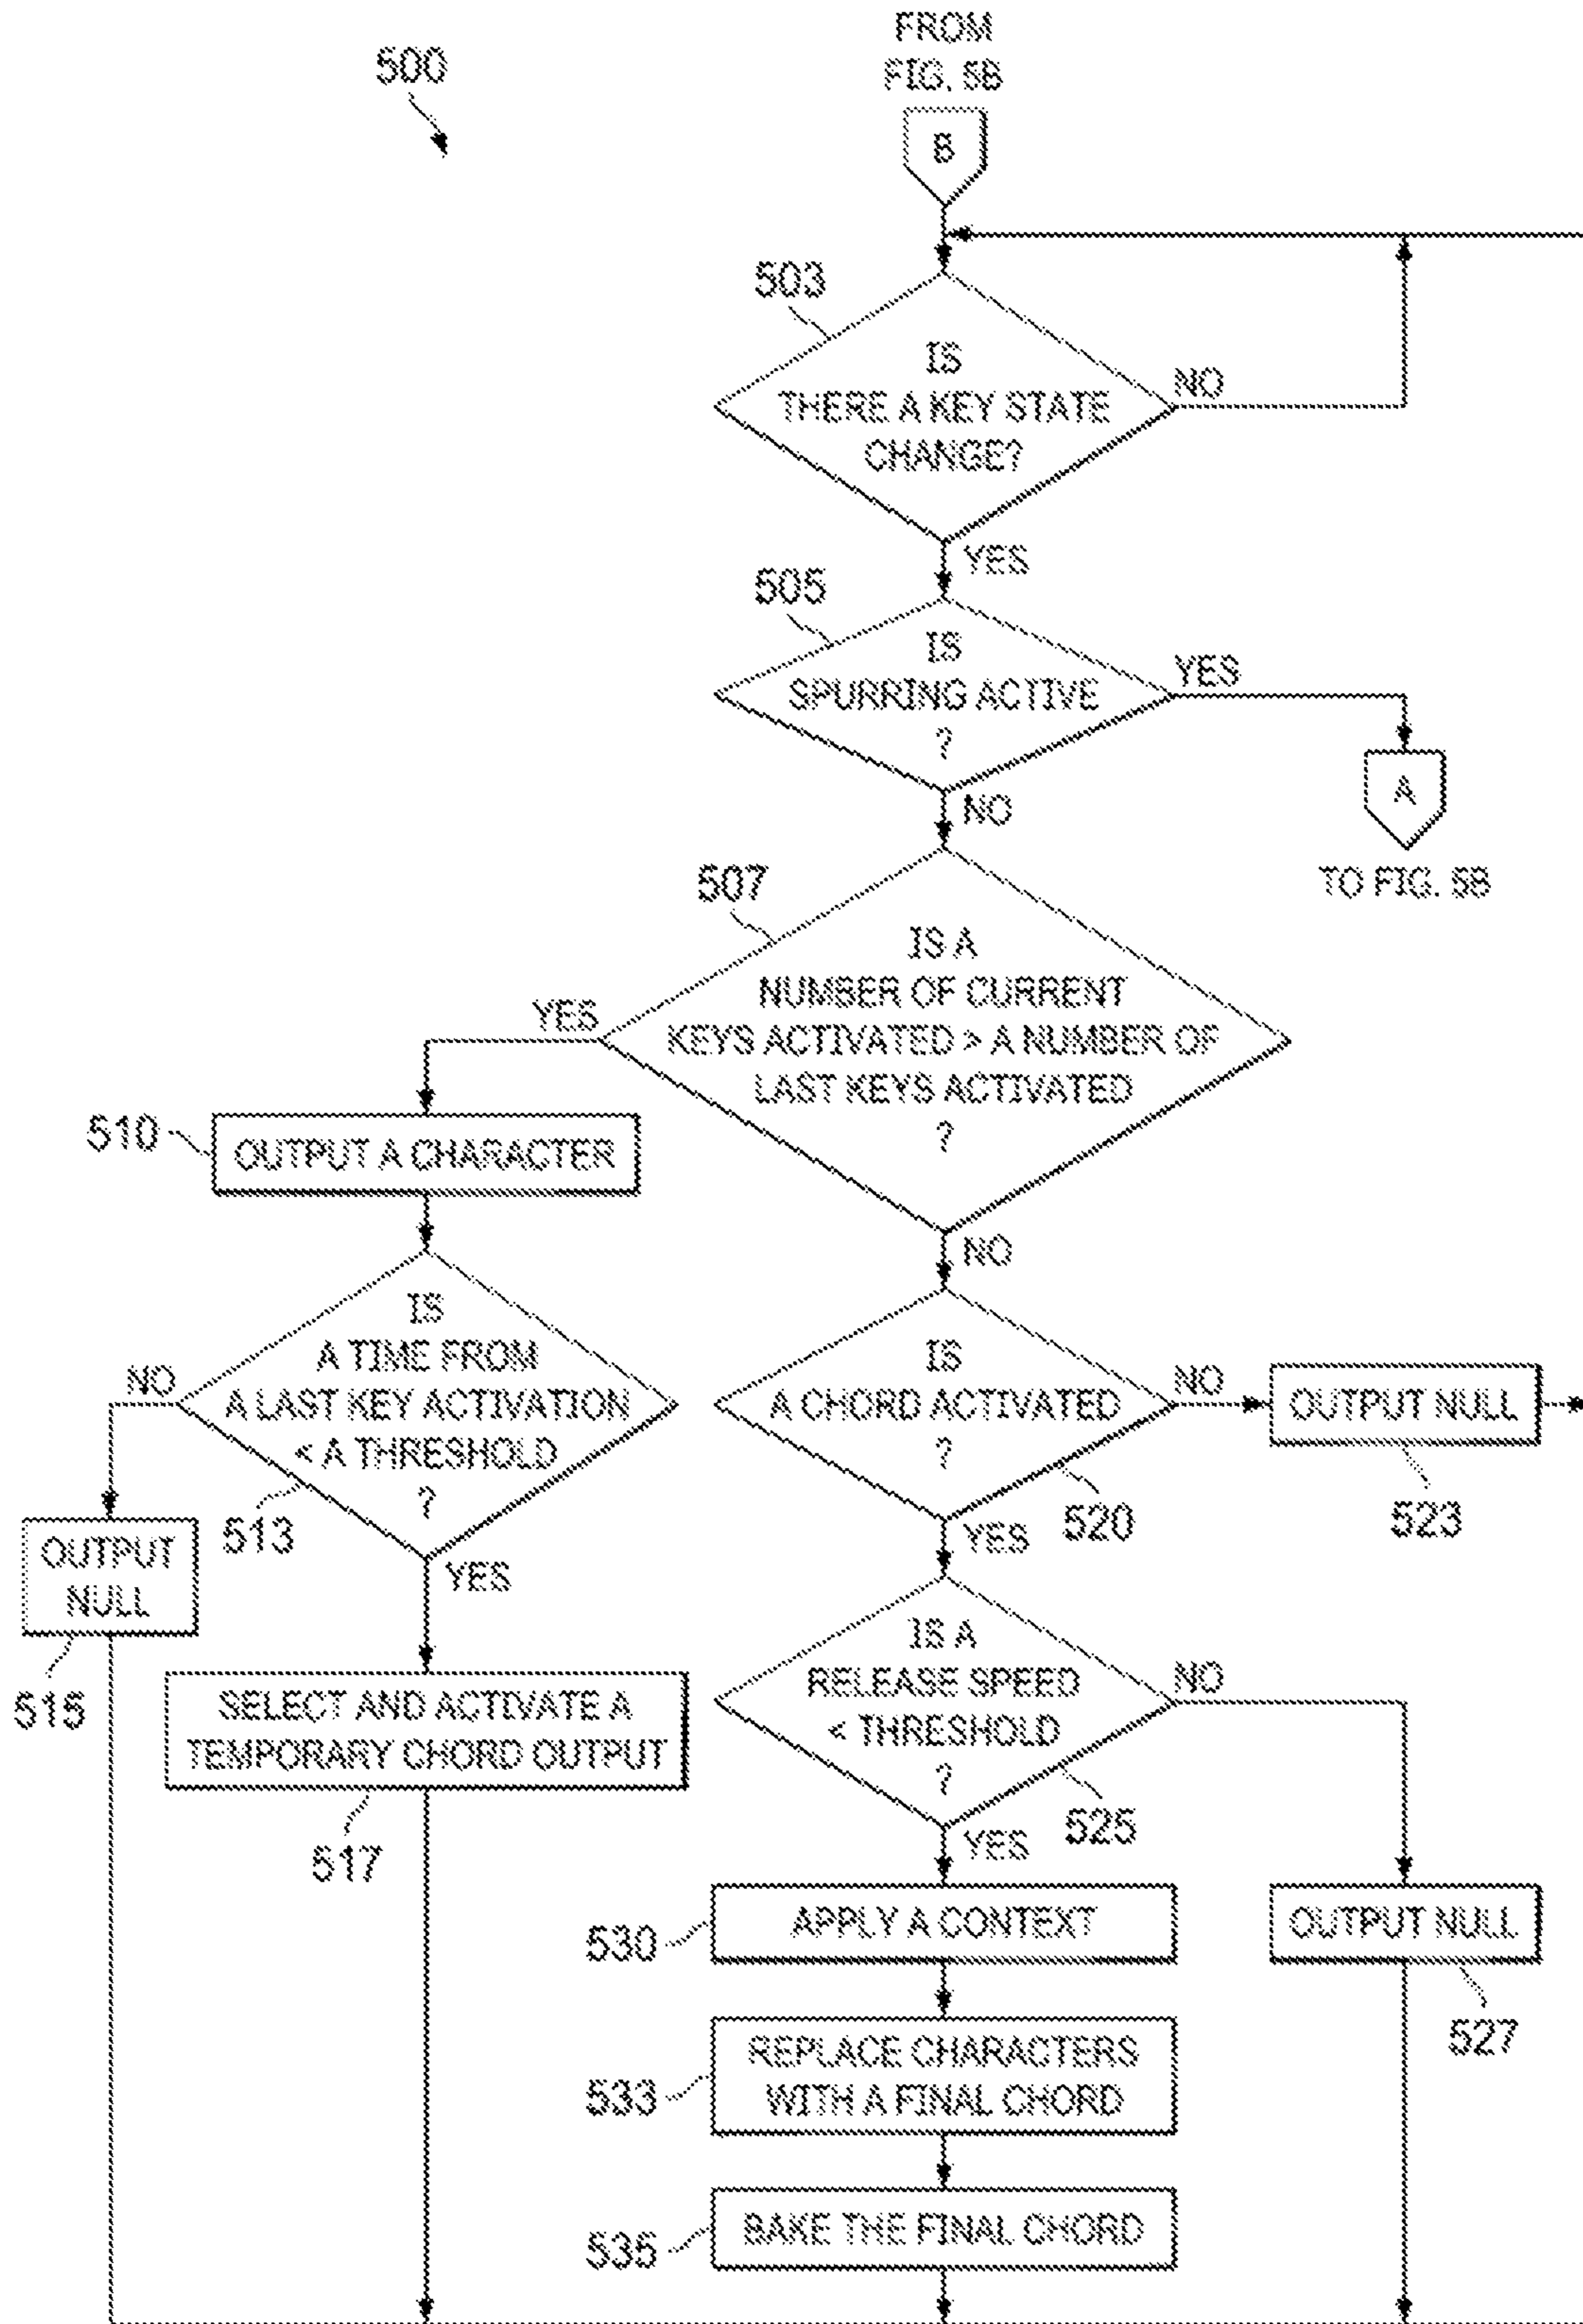 500
FROM
FIG. 5B
B
503
IS
THERE A KEY STATE
CHANGE?
NO
YES
505
IS
SPURRING ACTIVE
?
YES
A
TO FIG. 5B
NO
507
IS A
NUMBER OF CURRENT
KEYS ACTIVATED > A NUMBER OF
LAST KEYS ACTIVATED
?
YES
510
OUTPUT A CHARACTER
NO
IS
A TIME FROM
A LAST KEY ACTIVATION
< A THRESHOLD
?
NO
513
YES
OUTPUT
NULL
515
SELECT AND ACTIVATE A
TEMPORARY CHORD OUTPUT
517
IS
A CHORD ACTIVATED
?
NO
OUTPUT NULL
520
523
YES
IS A
RELEASE SPEED
< THRESHOLD
?
NO
525
YES
530
APPLY A CONTEXT
OUTPUT NULL
527
533
REPLACE CHARACTERS
WITH A FINAL CHORD
535
BAKE THE FINAL CHORD